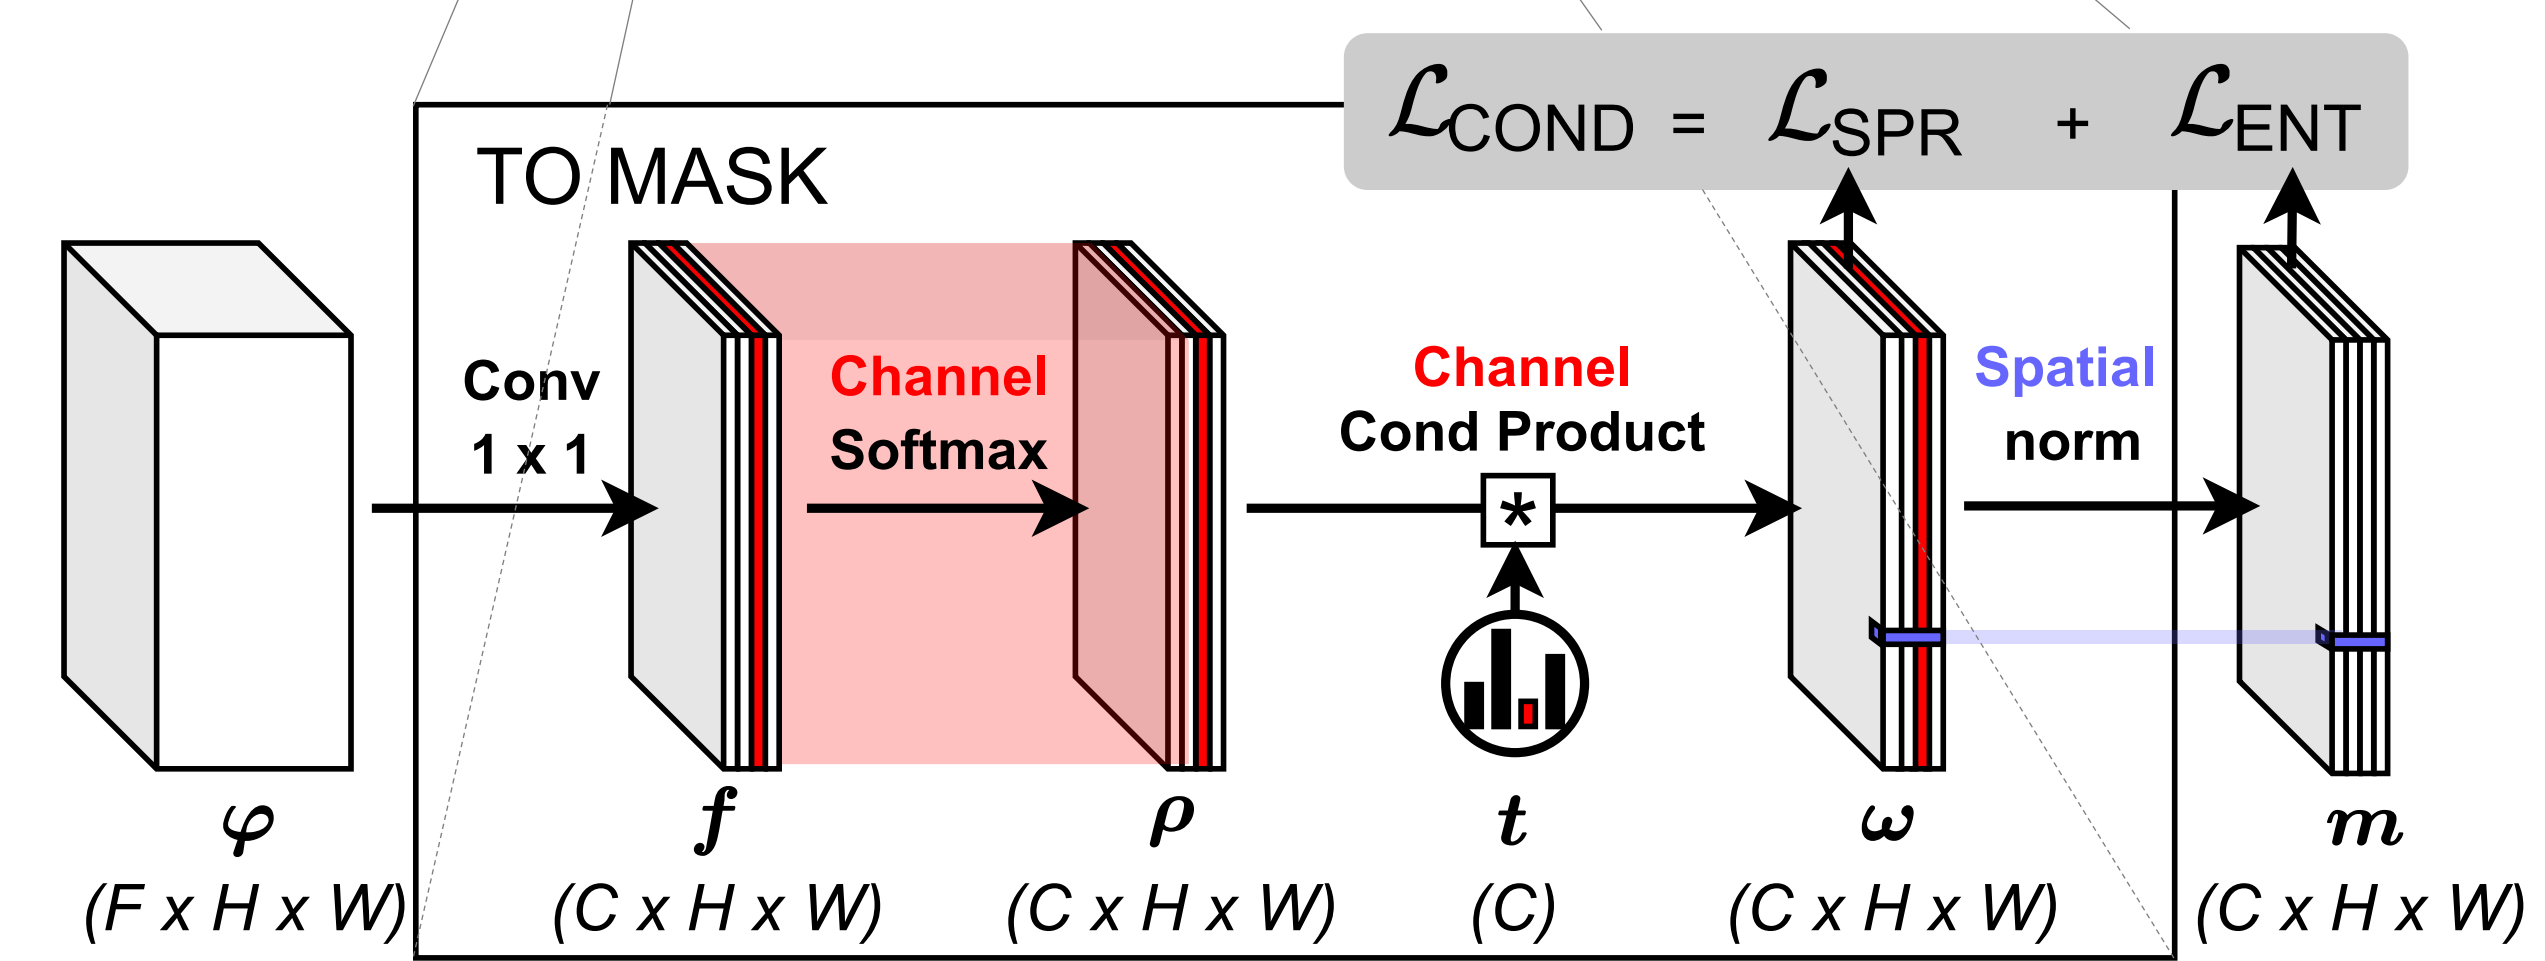 ℒCOND = ℒSPR + ℒENT
TO MASK
Conv
1 x 1
Channel
Softmax
Channel
Cond Product
*
Spatial
norm
φ f ρ t ω m
(F x H x W) (C x H x W) (C x H x W) (C) (C x H x W) (C x H x W)